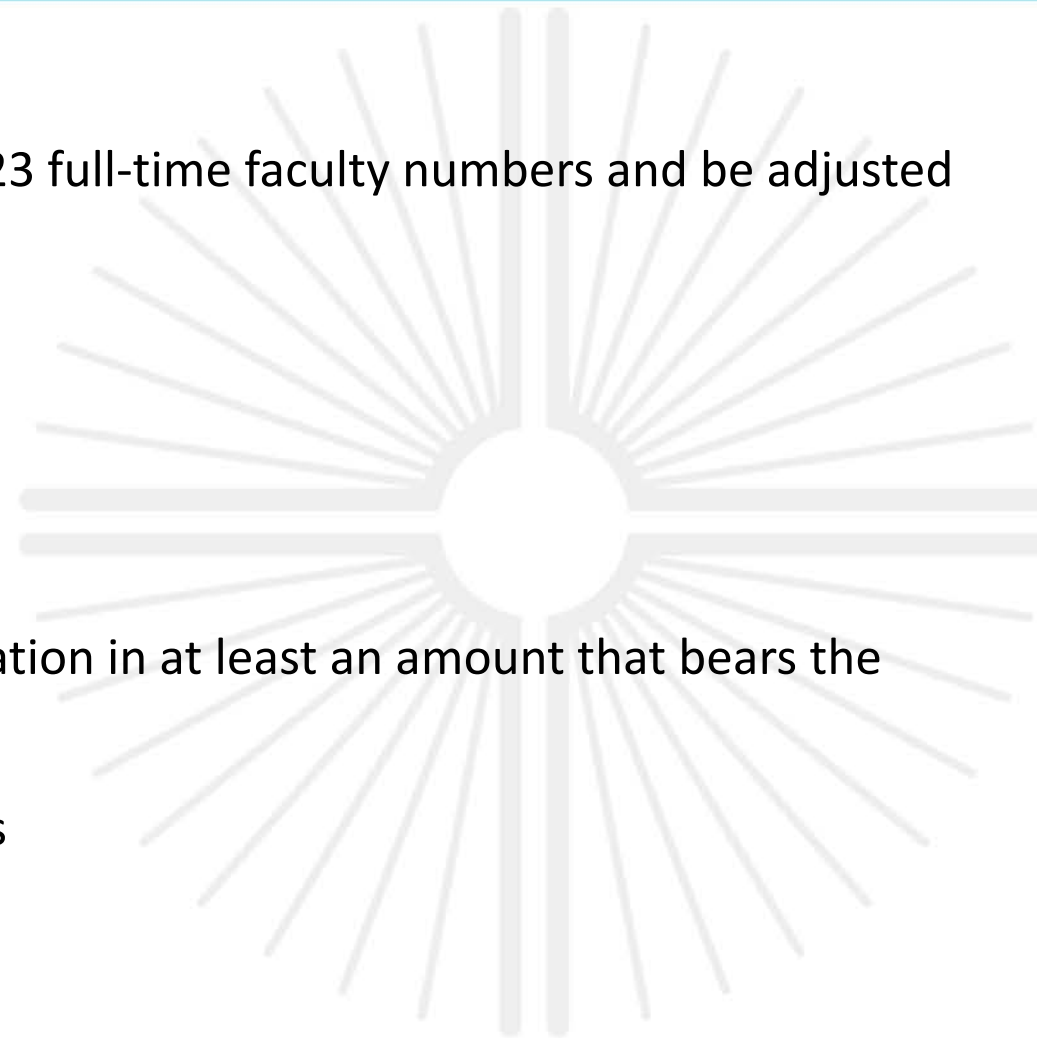 23 full-time faculty numbers and be adjusted
ation in at least an amount that bears the
s